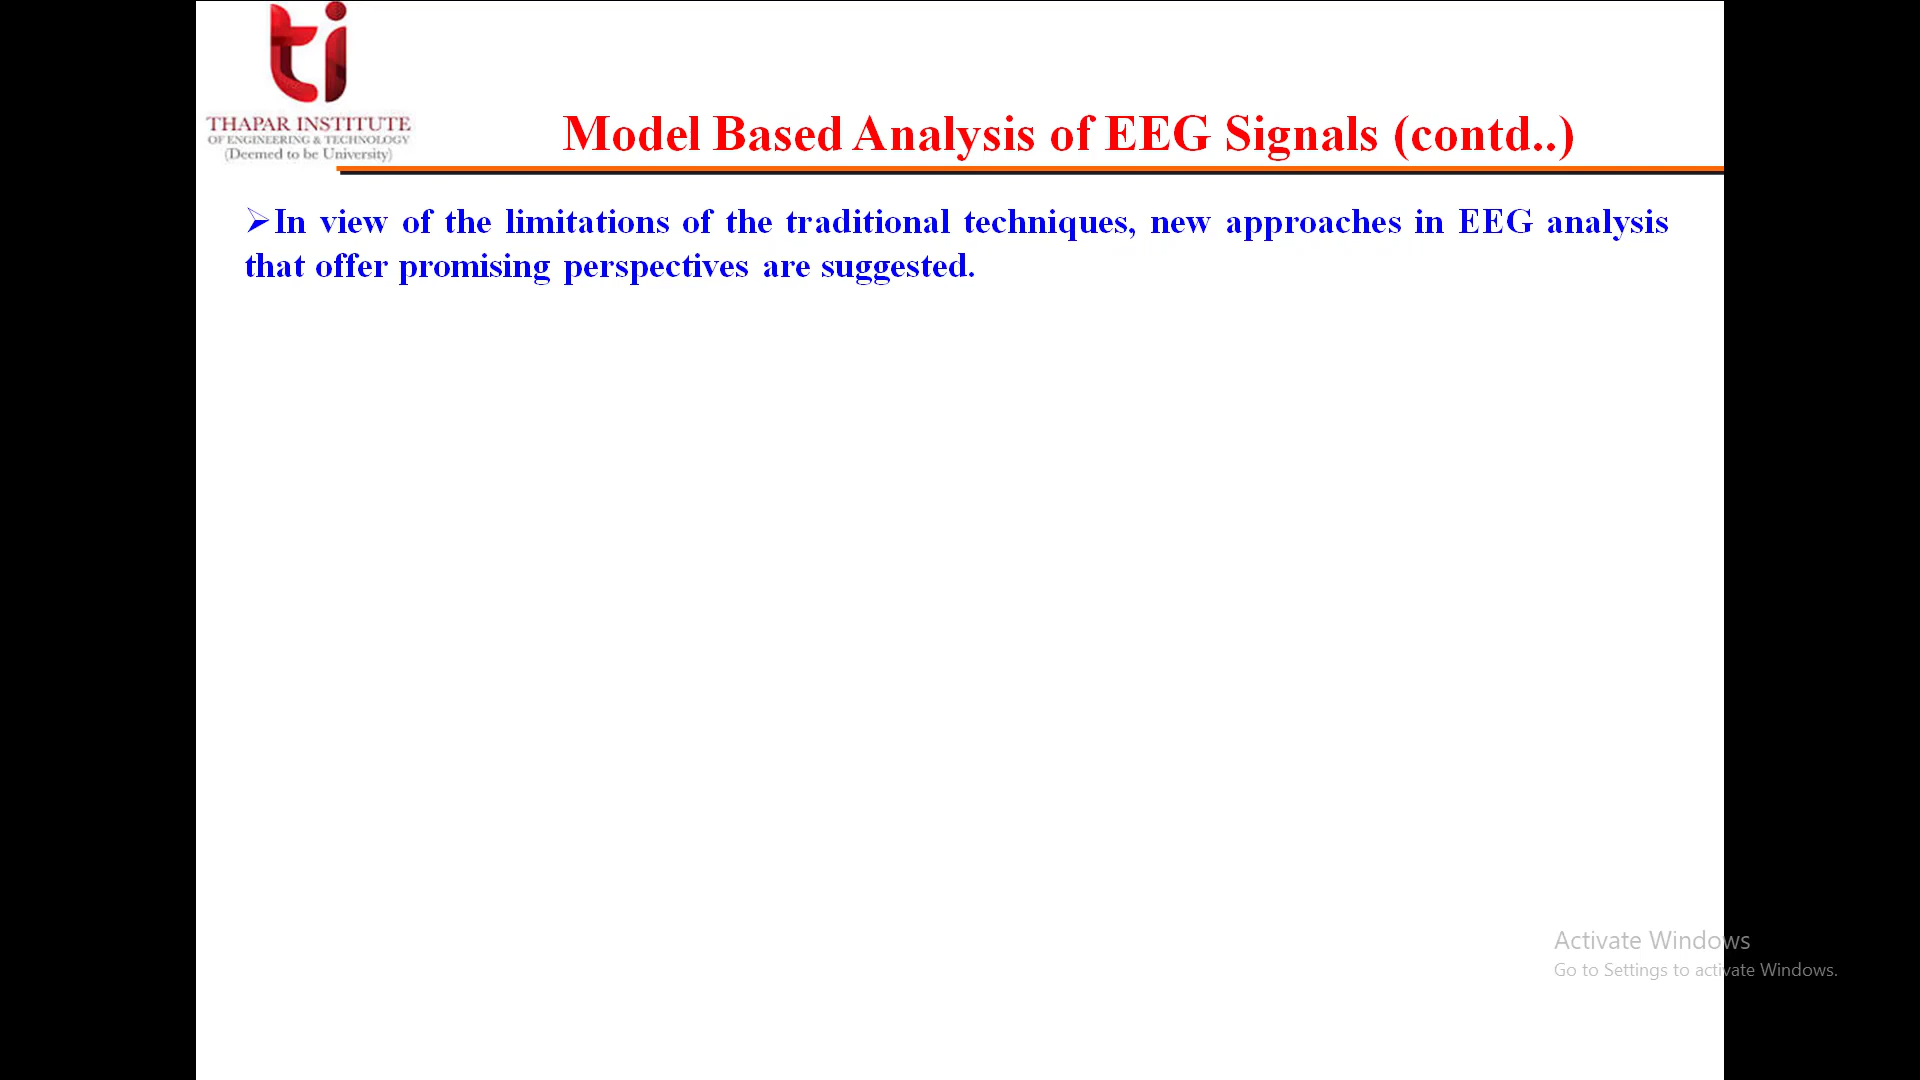 ti
THAPAR INSTITUTE
OF ENGINEERING & TECHNOLOGY
(Deemed to be University)
Model Based Analysis of EEG Signals (contd..)
➢In view of the limitations of the traditional techniques, new approaches in EEG analysis
that offer promising perspectives are suggested.
Activate Windows
Go to Settings to activate Windows.